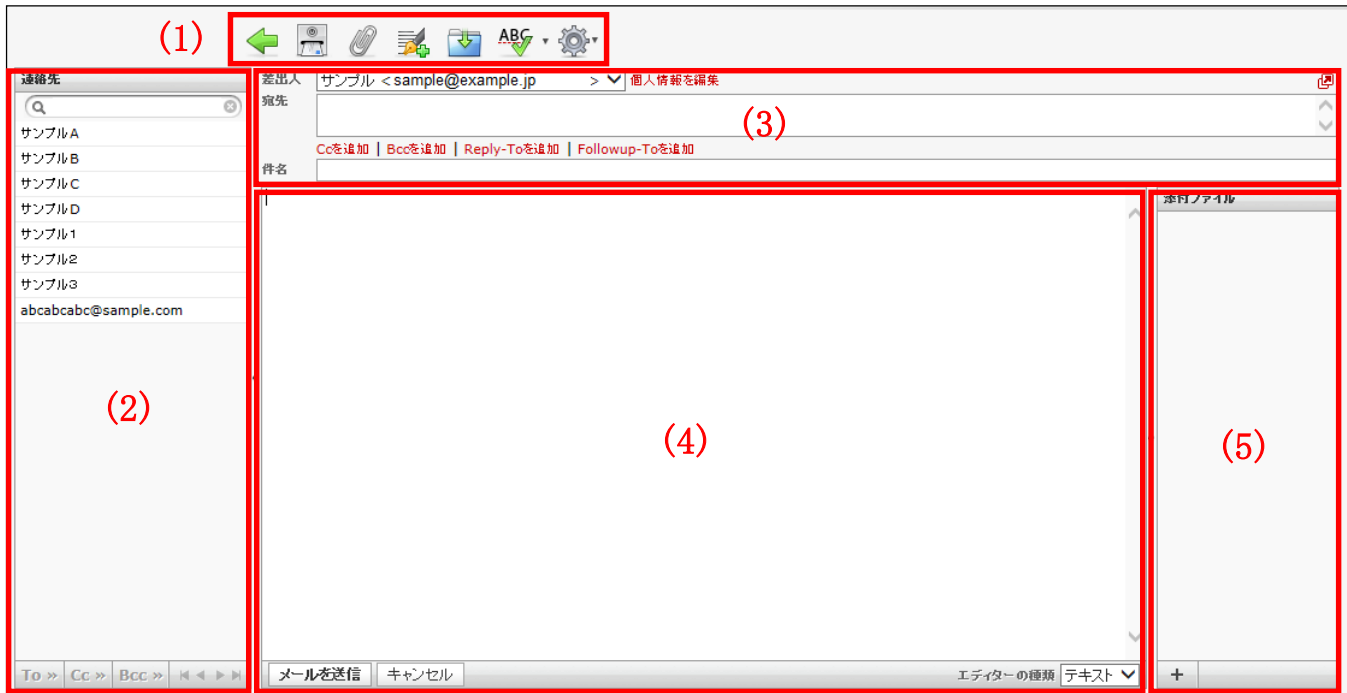 (1)
ABC
連絡先
サンプルA
サンプルB
サンプルC
サンプルD
サンプル1
サンプル2
サンプル3
abcabcabc@sample.com
(2)
To » Cc » Bcc »
差出人 サンプル <sample@example.jp > 個人情報を編集
宛先
(3)
Ccを追加 | Bccを追加 | Reply-Toを追加 | Followup-Toを追加
件名
(4)
メールを送信 キャンセル エディターの種類 テキスト
添付ファイル
(5)
+